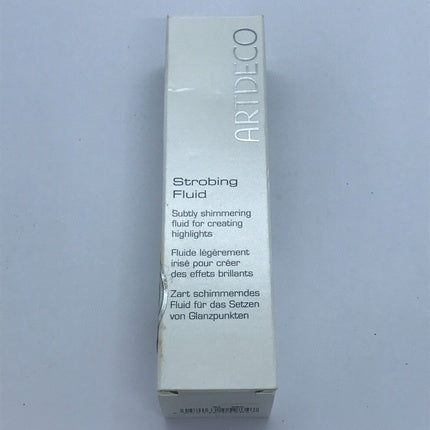 ARTDECO
Strobing
Fluid
Subtly shimmering
fluid for creating
highlights
Fluide légèrement
irisé pour créer
des effets brillants
Zart schimmerndes
Fluid für das Setzen
von Glanzpunkten